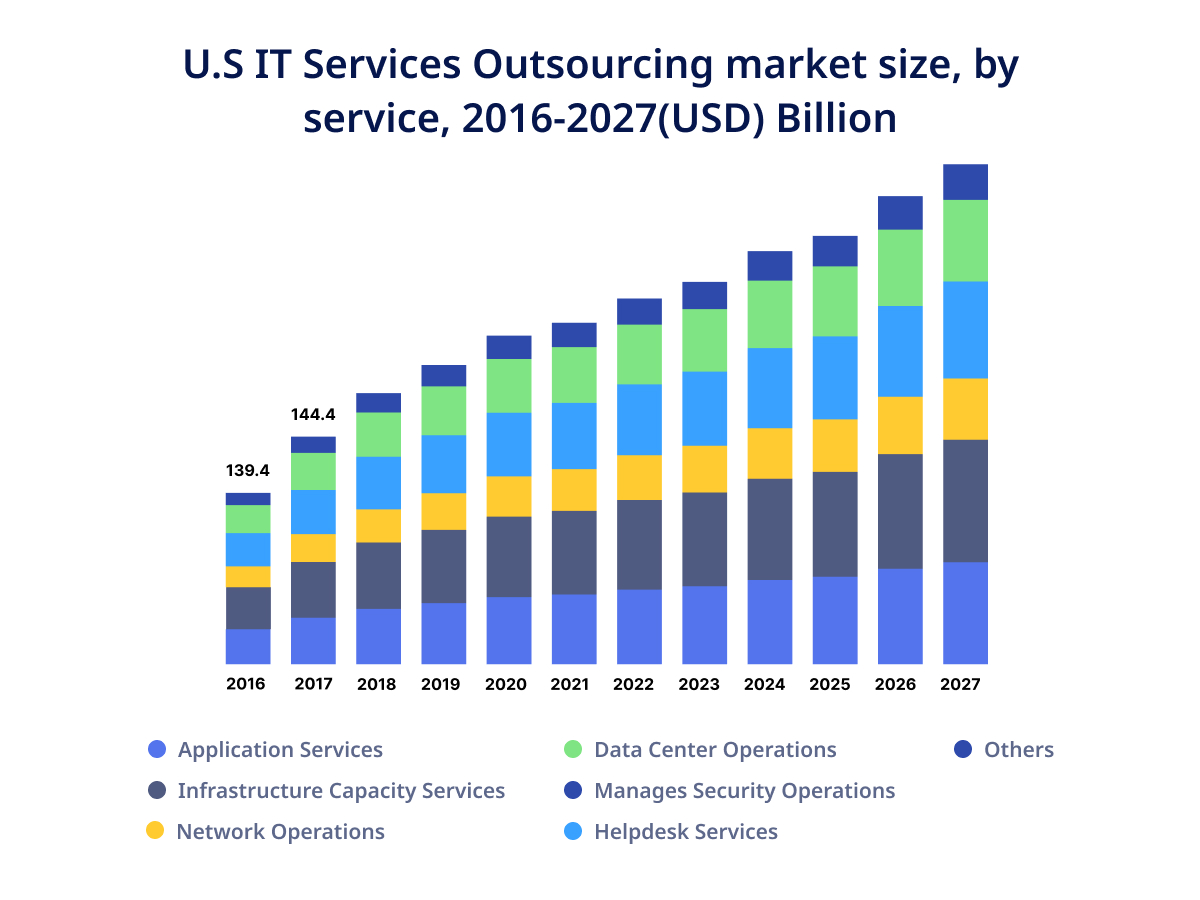 U.S IT Services Outsourcing market size, by
service, 2016-2027(USD) Billion
144.4
139.4
2016 2017 2018 2019 2020 2021 2022 2023 2024 2025 2026 2027
Application Services Data Center Operations Others
Infrastructure Capacity Services Manages Security Operations
Network Operations Helpdesk Services